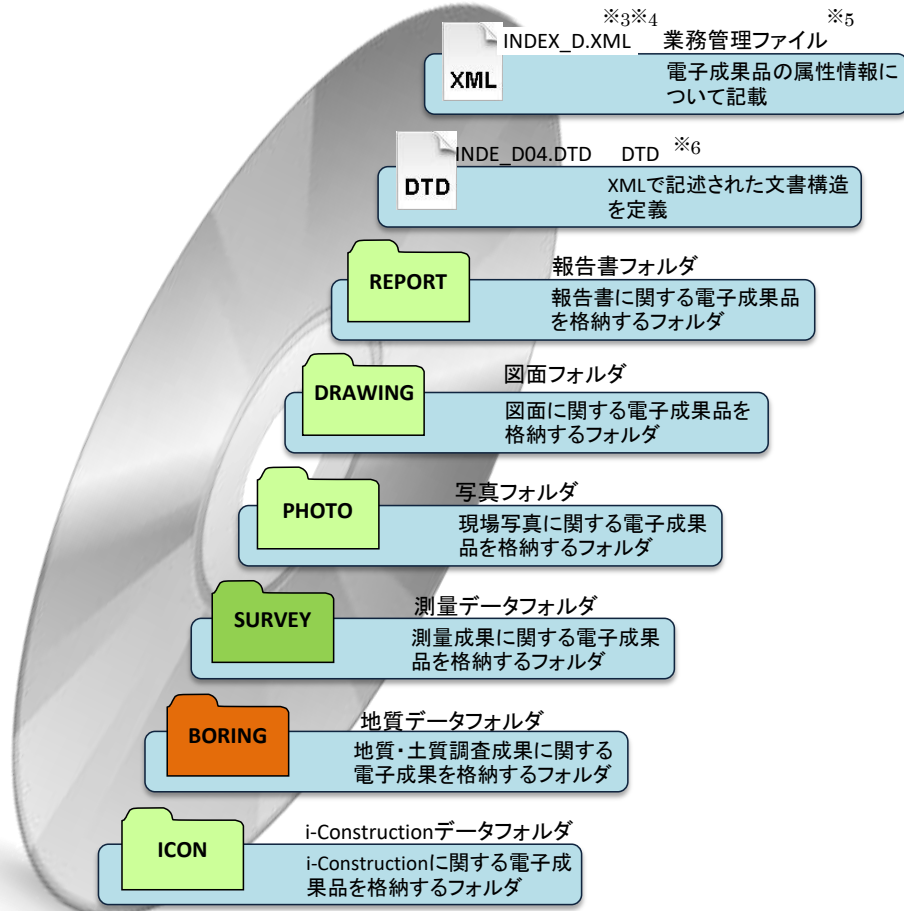 ※3※4 ※5
INDEX_D.XML 業務管理ファイル
XML
電子成果品の属性情報に
ついて記載
INDE_D04.DTD DTD ※6
DTD
XMLで記述された文書構造
を定義
REPORT
報告書フォルダ
報告書に関する電子成果品
を格納するフォルダ
DRAWING
図面フォルダ
図面に関する電子成果品を
格納するフォルダ
PHOTO
写真フォルダ
現場写真に関する電子成果
品を格納するフォルダ
SURVEY
測量データフォルダ
測量成果に関する電子成果
品を格納するフォルダ
BORING
地質データフォルダ
地質・土質調査成果に関する
電子成果を格納するフォルダ
ICON
i-Constructionデータフォルダ
i-Constructionに関する電子成
果品を格納するフォルダ